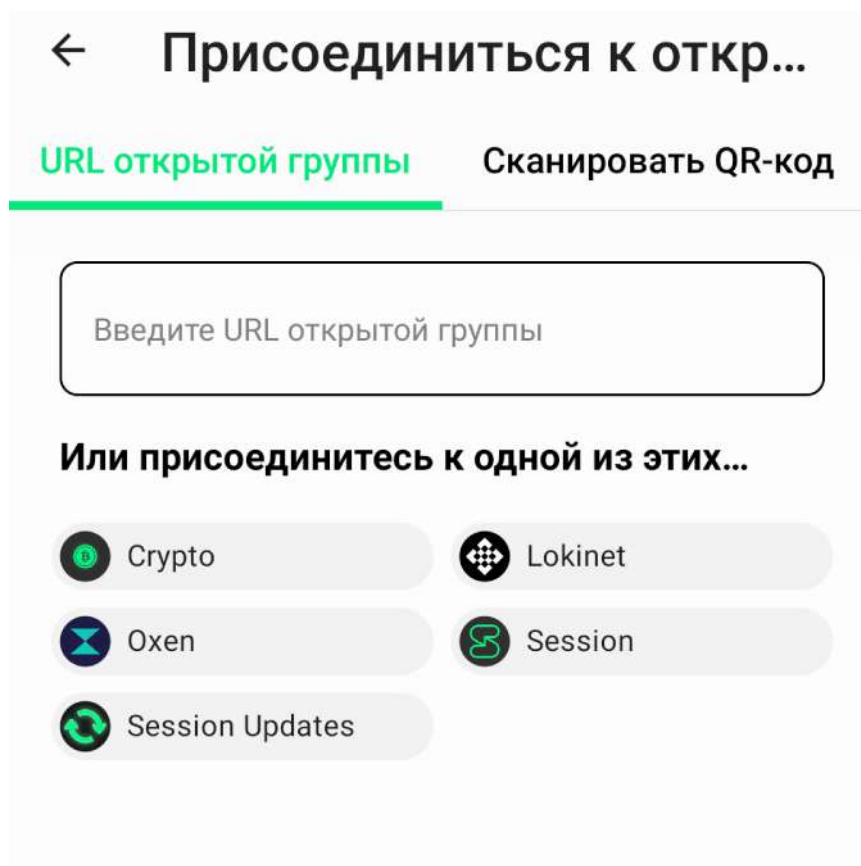 Присоединиться к откр...
URL открытой группы Сканировать QR-код
Введите URL открытой группы
Или присоединитесь к одной из этих...
Crypto Lokinet
Oxen Session
Session Updates